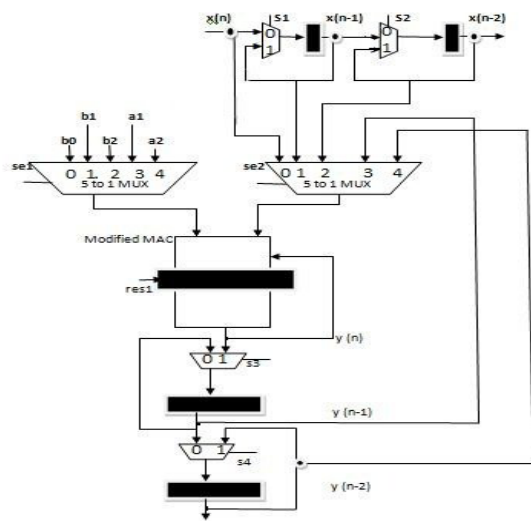 x(n) S1 x(n-1) S2 x(n-2)
0
1
0
1
b1 a1
b0 b2 a2
se1 0 1 2 3 4
5 to 1 MUX
se2 0 1 2 3 4
5 to 1 MUX
Modified MAC
res1
y (n)
0 1
s3
y (n-1)
0 1
s4
y (n-2)